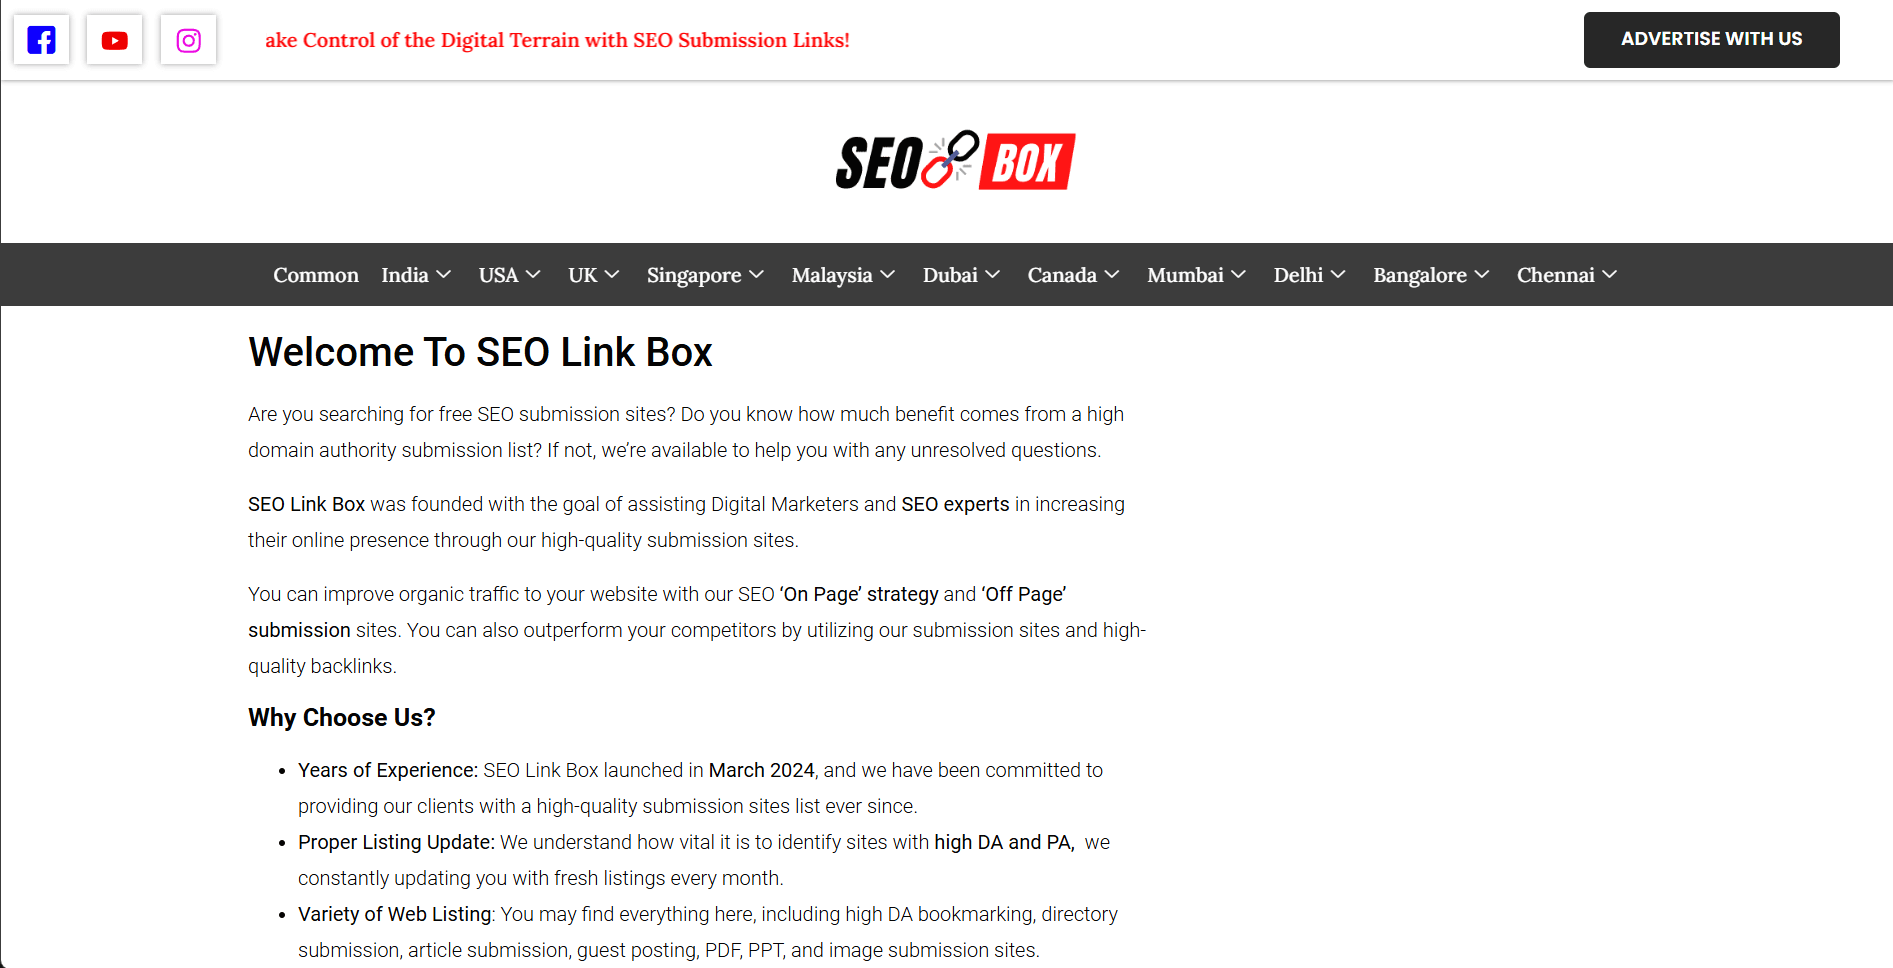 ake Control of the Digital Terrain with SEO Submission Links!
ADVERTISE WITH US
SEO BOX
Common India USA UK Singapore Malaysia Dubai Canada Mumbai Delhi Bangalore Chennai
Welcome To SEO Link Box
Are you searching for free SEO submission sites? Do you know how much benefit comes from a high
domain authority submission list? If not, we’re available to help you with any unresolved questions.
SEO Link Box was founded with the goal of assisting Digital Marketers and SEO experts in increasing
their online presence through our high-quality submission sites.
You can improve organic traffic to your website with our SEO ‘On Page’ strategy and ‘Off Page’
submission sites. You can also outperform your competitors by utilizing our submission sites and high-
quality backlinks.
Why Choose Us?
• Years of Experience: SEO Link Box launched in March 2024, and we have been committed to
providing our clients with a high-quality submission sites list ever since.
• Proper Listing Update: We understand how vital it is to identify sites with high DA and PA, we
constantly updating you with fresh listings every month.
• Variety of Web Listing: You may find everything here, including high DA bookmarking, directory
submission, article submission, guest posting, PDF, PPT, and image submission sites.